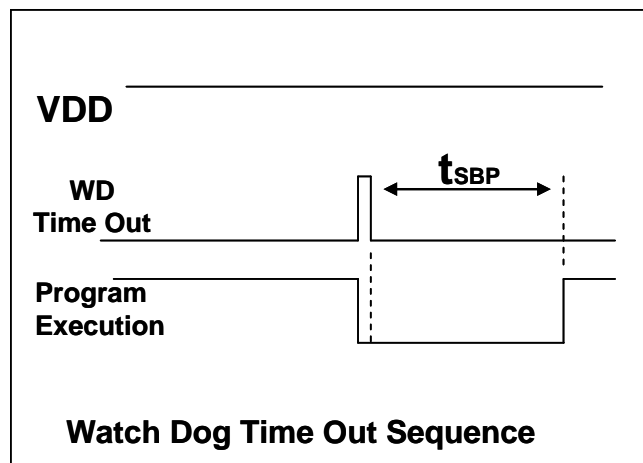 VDD
tSBP
WD
Time Out
Program
Execution
Watch Dog Time Out Sequence